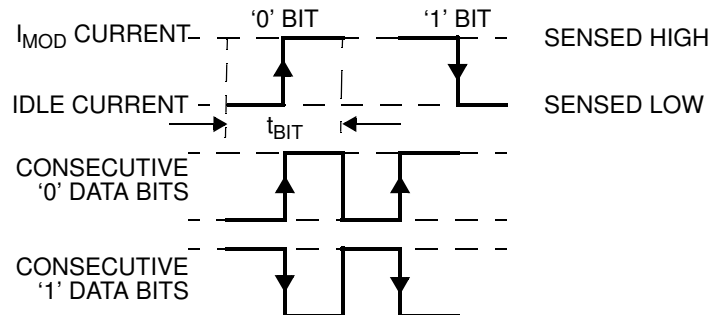 ‘0’ BIT ‘1’ BIT
I_MOD CURRENT SENSED HIGH
IDLE CURRENT SENSED LOW
t_BIT
CONSECUTIVE
‘0’ DATA BITS
CONSECUTIVE
‘1’ DATA BITS